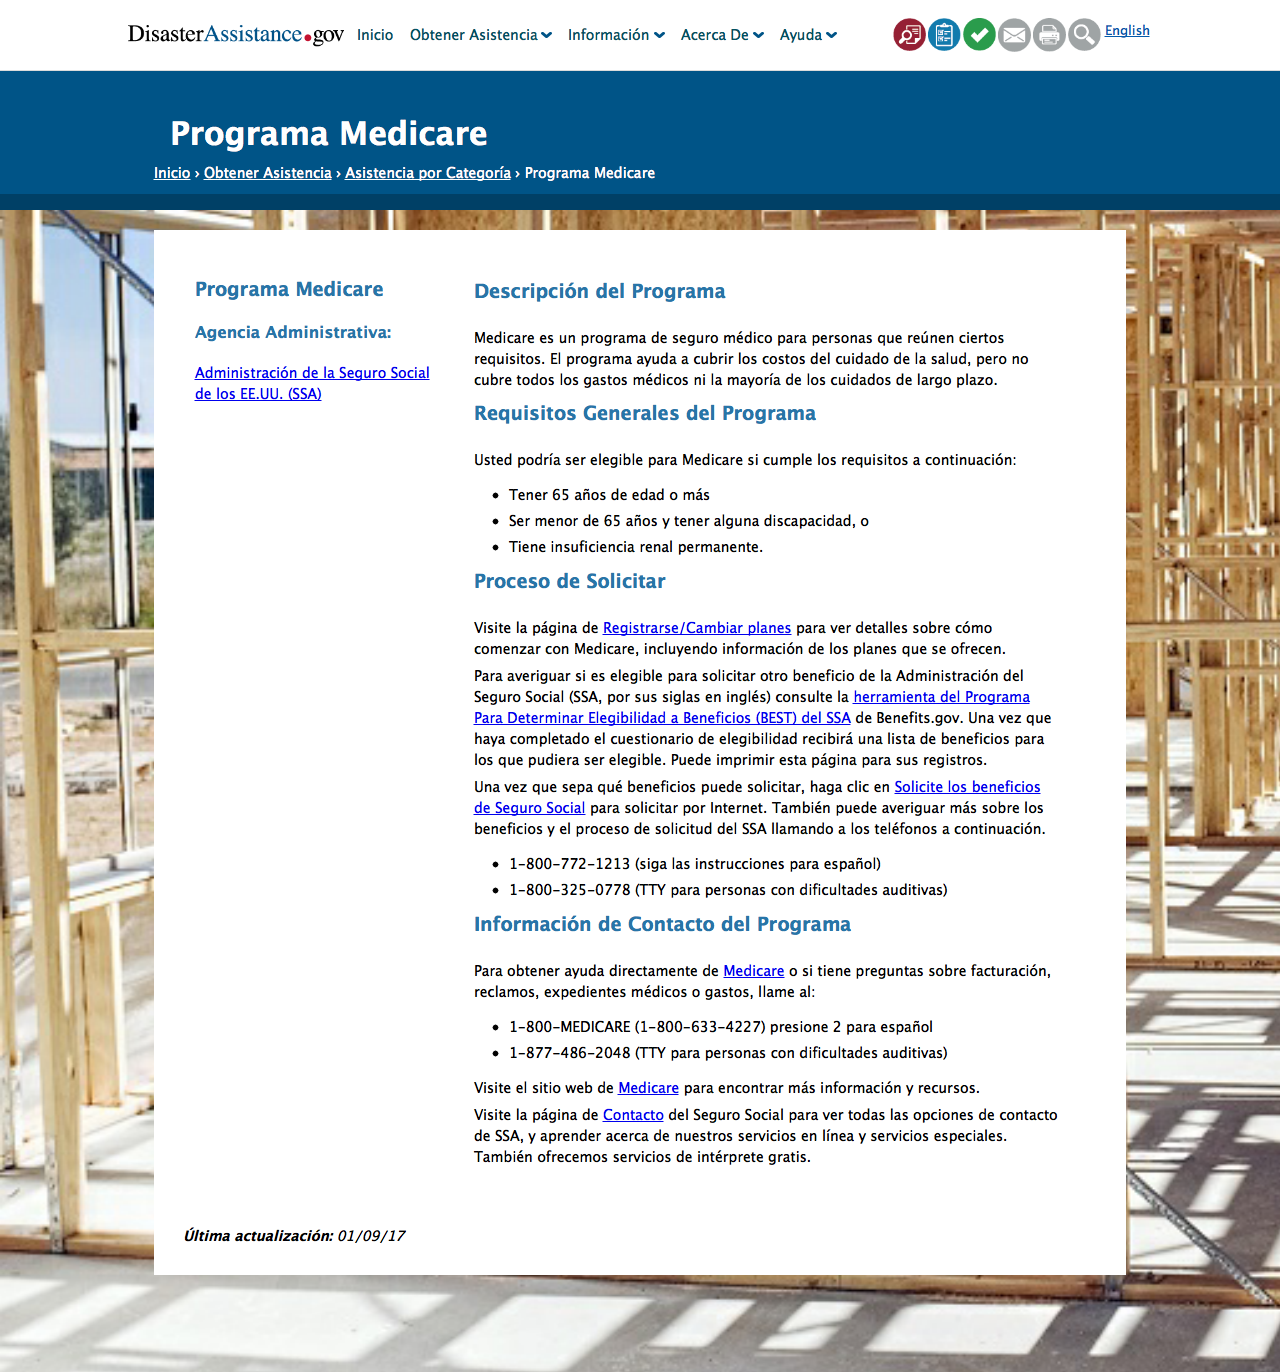 DisasterAssistance.gov Inicio Obtener Asistencia Información Acerca De Ayuda English
Programa Medicare
Inicio › Obtener Asistencia › Asistencia por Categoría › Programa Medicare
Programa Medicare
Agencia Administrativa:
Administración de la Seguro Social
de los EE.UU. (SSA)
Descripción del Programa
Medicare es un programa de seguro médico para personas que reúnen ciertos
requisitos. El programa ayuda a cubrir los costos del cuidado de la salud, pero no
cubre todos los gastos médicos ni la mayoría de los cuidados de largo plazo.
Requisitos Generales del Programa
Usted podría ser elegible para Medicare si cumple los requisitos a continuación:
• Tener 65 años de edad o más
• Ser menor de 65 años y tener alguna discapacidad, o
• Tiene insuficiencia renal permanente.
Proceso de Solicitar
Visite la página de Registrarse/Cambiar planes para ver detalles sobre cómo
comenzar con Medicare, incluyendo información de los planes que se ofrecen.
Para averiguar si es elegible para solicitar otro beneficio de la Administración del
Seguro Social (SSA, por sus siglas en inglés) consulte la herramienta del Programa
Para Determinar Elegibilidad a Beneficios (BEST) del SSA de Benefits.gov. Una vez que
haya completado el cuestionario de elegibilidad recibirá una lista de beneficios para
los que pudiera ser elegible. Puede imprimir esta página para sus registros.
Una vez que sepa qué beneficios puede solicitar, haga clic en Solicite los beneficios
de Seguro Social para solicitar por Internet. También puede averiguar más sobre los
beneficios y el proceso de solicitud del SSA llamando a los teléfonos a continuación.
• 1-800-772-1213 (siga las instrucciones para español)
• 1-800-325-0778 (TTY para personas con dificultades auditivas)
Información de Contacto del Programa
Para obtener ayuda directamente de Medicare o si tiene preguntas sobre facturación,
reclamos, expedientes médicos o gastos, llame al:
• 1-800-MEDICARE (1-800-633-4227) presione 2 para español
• 1-877-486-2048 (TTY para personas con dificultades auditivas)
Visite el sitio web de Medicare para encontrar más información y recursos.
Visite la página de Contacto del Seguro Social para ver todas las opciones de contacto
de SSA, y aprender acerca de nuestros servicios en línea y servicios especiales.
También ofrecemos servicios de intérprete gratis.
Última actualización: 01/09/17